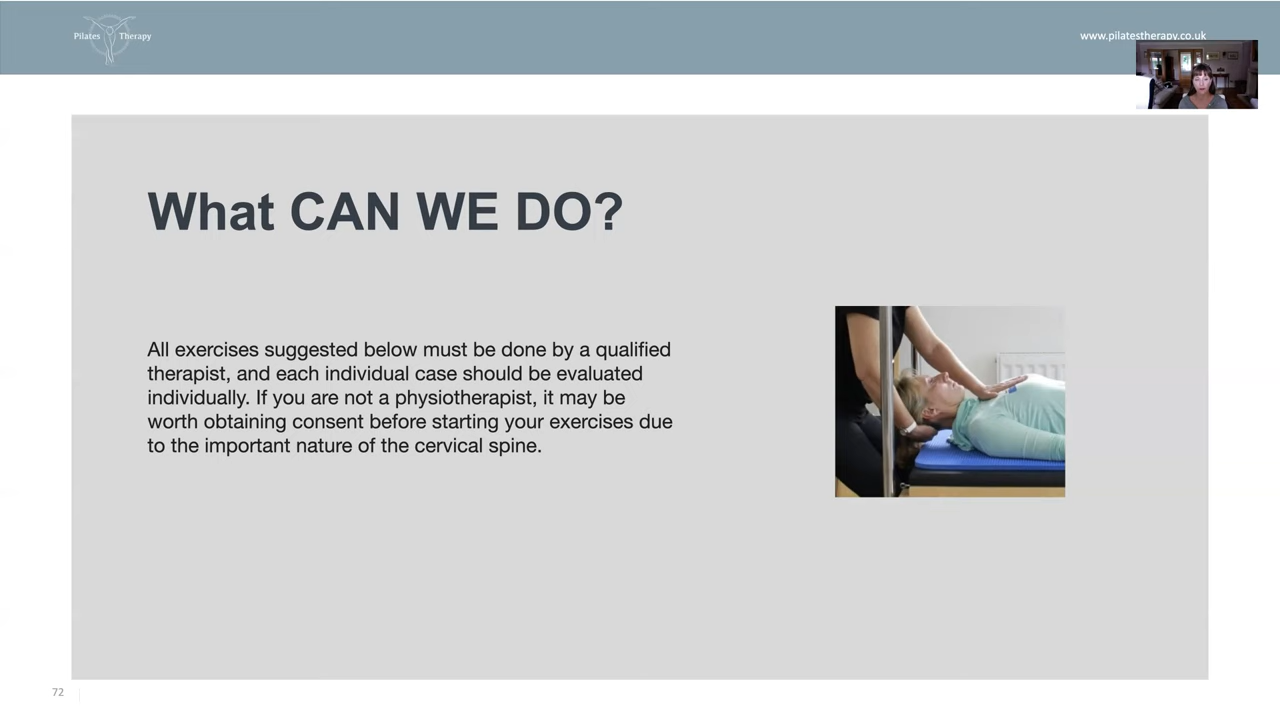 Pilates Therapy
www.pilatestherapy.co.uk
What CAN WE DO?
All exercises suggested below must be done by a qualified
therapist, and each individual case should be evaluated
individually. If you are not a physiotherapist, it may be
worth obtaining consent before starting your exercises due
to the important nature of the cervical spine.
72